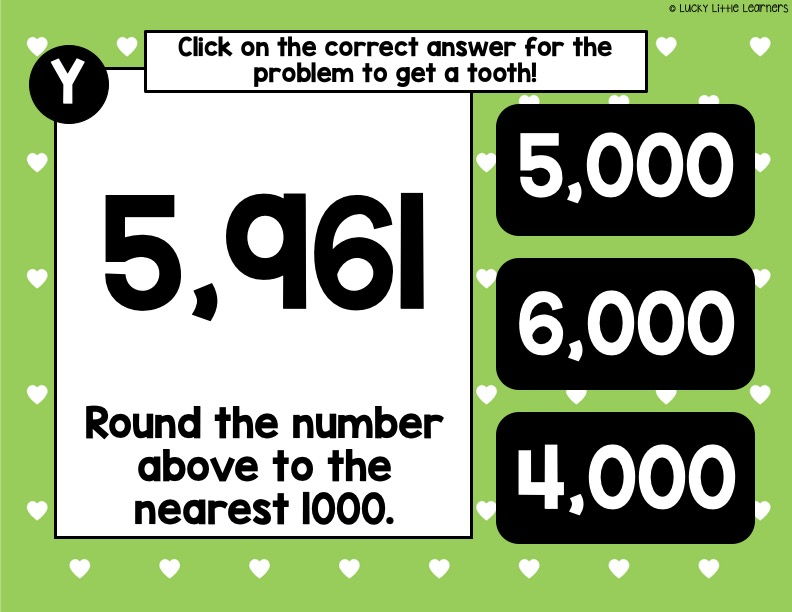 © Lucky Little Learners
Click on the correct answer for the
problem to get a tooth!
Y
5,961
Round the number
above to the
nearest 1000.
5,000
6,000
4,000